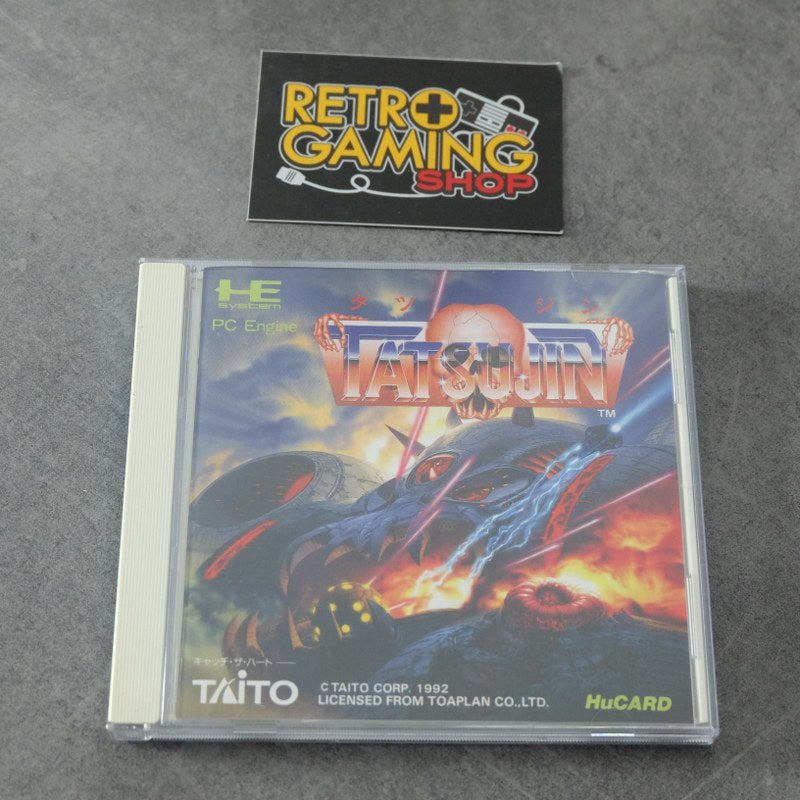 RETRO
GAMING
SHOP
HE
system
PC Engine
タツジン
TATSUJIN
TM
キャッチ・ザ・ハート
TAITO
© TAITO CORP. 1992
LICENSED FROM TOAPLAN CO.,LTD.
HuCARD